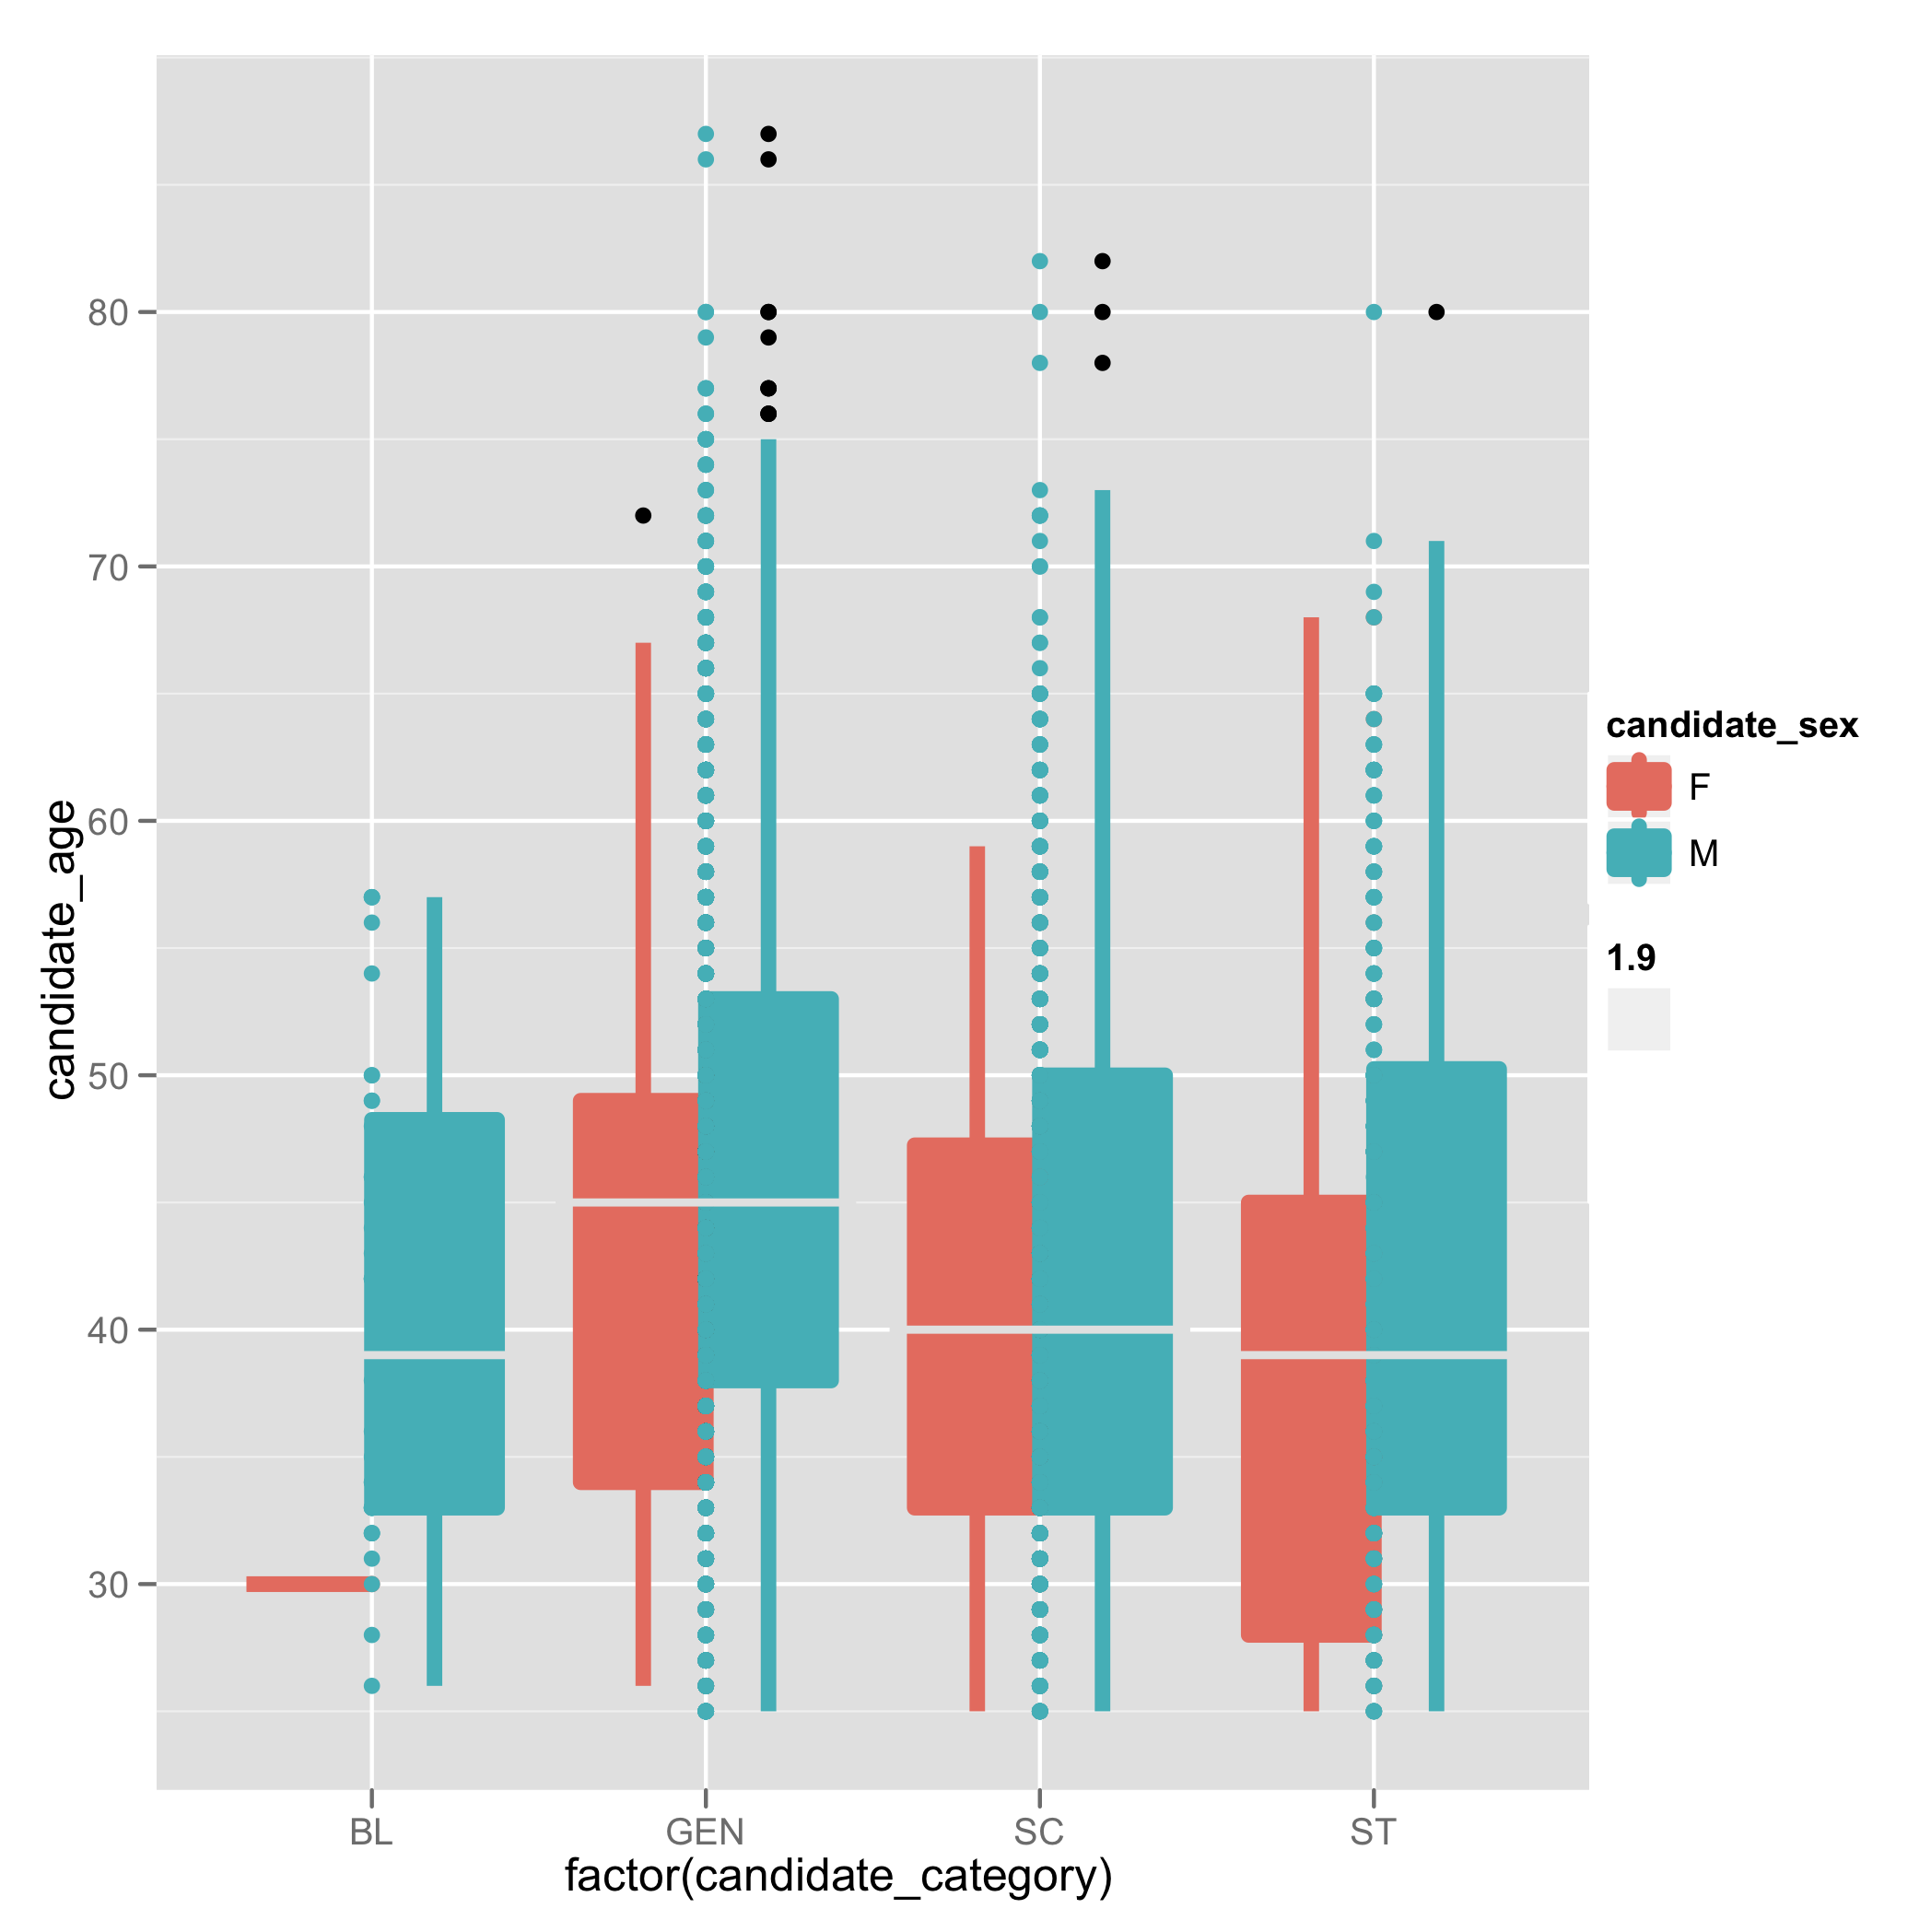 80
70
60
50
40
30
candidate_age
BL
GEN
SC
ST
factor(candidate_category)
candidate_sex
F
M
1.9